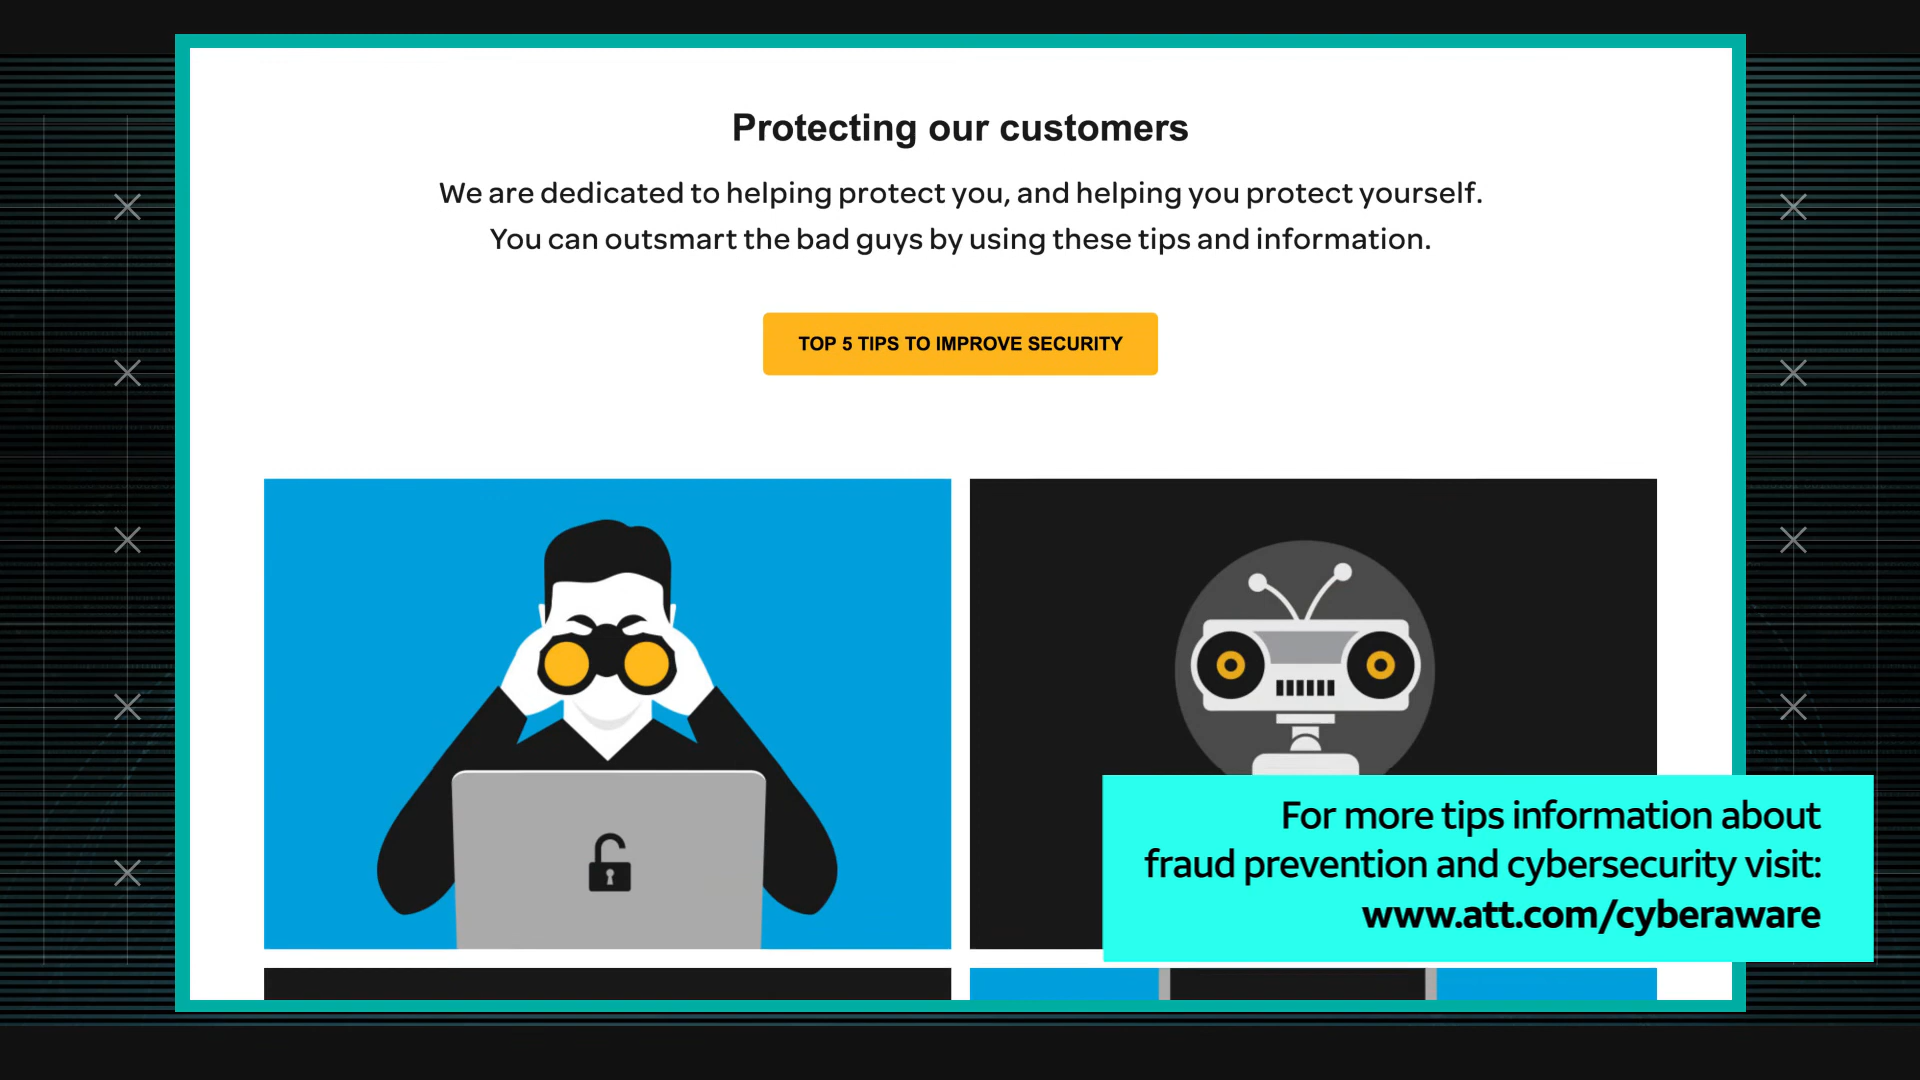 Protecting our customers
We are dedicated to helping protect you, and helping you protect yourself.
You can outsmart the bad guys by using these tips and information.
TOP 5 TIPS TO IMPROVE SECURITY
For more tips information about
fraud prevention and cybersecurity visit:
www.att.com/cyberaware